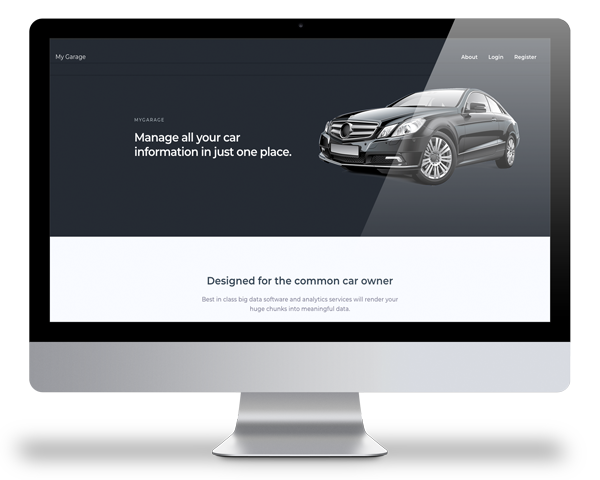 My Garage
About Login Register
MYGARAGE
Manage all your car
information in just one place.
Designed for the common car owner
Best in class big data software and analytics services will render your
huge chunks into meaningful data.